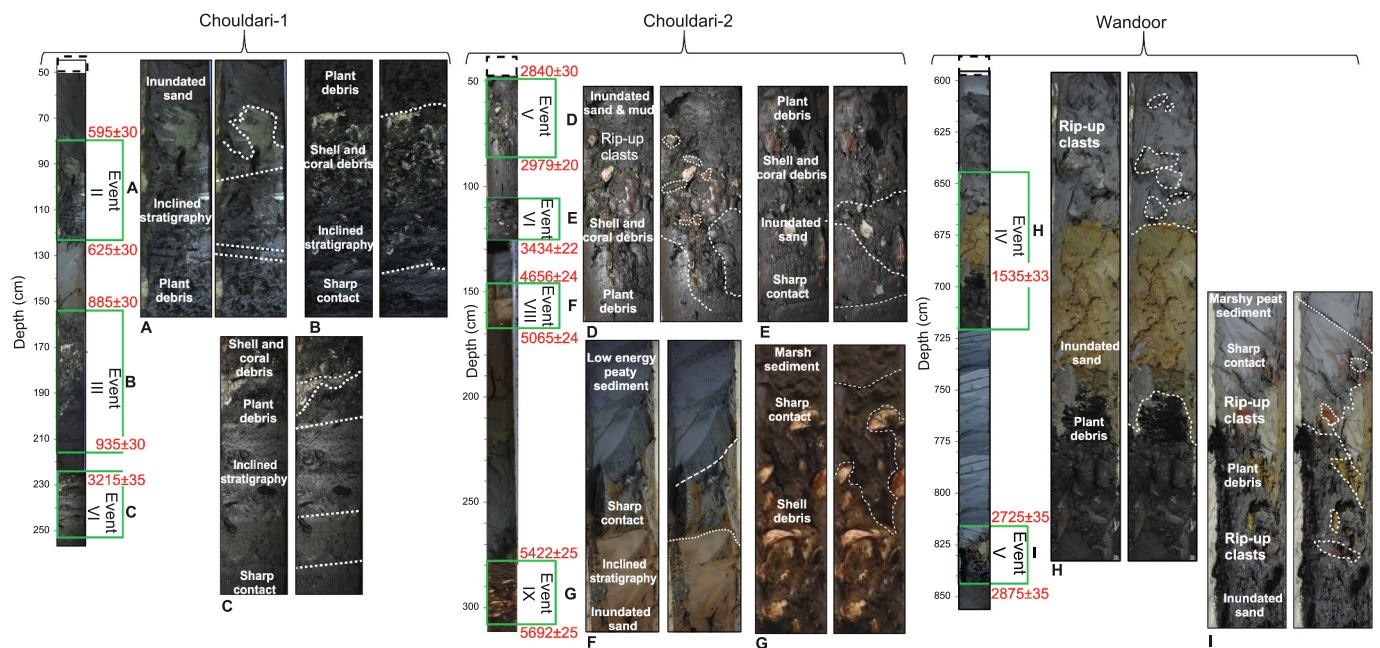 Chouldari-1
Chouldari-2
Wandoor
Depth (cm)
50
70
90
110
130
150
170
190
210
230
250
595±30
Event
II
A
625±30
885±30
Event
III
B
935±30
3215±35
Event
VI
C
Inundated
sand
Inclined
stratigraphy
Plant
debris
A
Plant
debris
Shell and
coral debris
Inclined
stratigraphy
Sharp
contact
B
Shell and
coral debris
Plant
debris
Inclined
stratigraphy
Sharp
contact
C
Depth (cm)
50
100
150
200
250
300
2840±30
Event
V
D
2979±20
Event
VI
E
3434±22
4656±24
Event
VIII
F
5065±24
5422±25
Event
IX
G
5692±25
Inundated
sand & mud
Rip-up
clasts
Shell and
coral debris
Plant
debris
D
Plant
debris
Shell and
coral debris
Inundated
sand
Sharp
contact
E
Low energy
peaty
sediment
Sharp
contact
Inclined
stratigraphy
Inundated
sand
F
Marsh
sediment
Sharp
contact
Shell
debris
G
Depth (cm)
600
625
650
675
700
725
750
775
800
825
850
Event
IV
H
1535±33
2725±35
Event
V
I
2875±35
Rip-up
clasts
Inundated
sand
Plant
debris
H
Marshy peat
sediment
Sharp
contact
Rip-up
clasts
Plant
debris
Rip-up
clasts
Inundated
sand
I